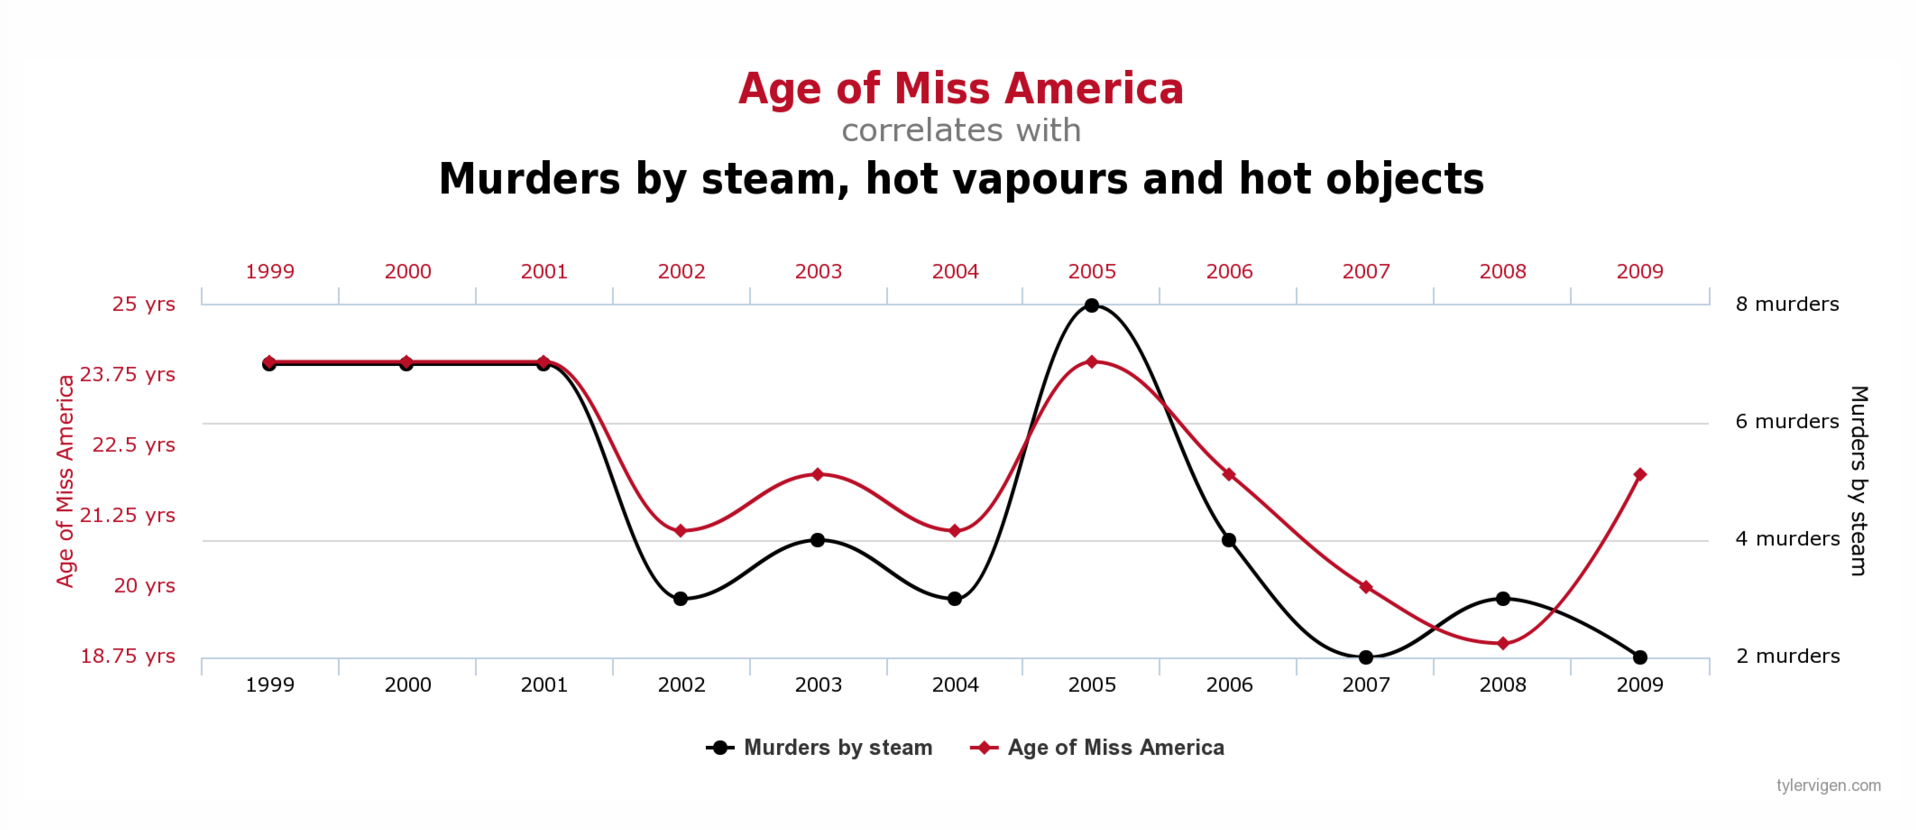 Age of Miss America
correlates with
Murders by steam, hot vapours and hot objects
1999 2000 2001 2002 2003 2004 2005 2006 2007 2008 2009
25 yrs
23.75 yrs
22.5 yrs
21.25 yrs
20 yrs
18.75 yrs
Age of Miss America
8 murders
6 murders
4 murders
2 murders
Murders by steam
1999 2000 2001 2002 2003 2004 2005 2006 2007 2008 2009
Murders by steam Age of Miss America
tylervigen.com